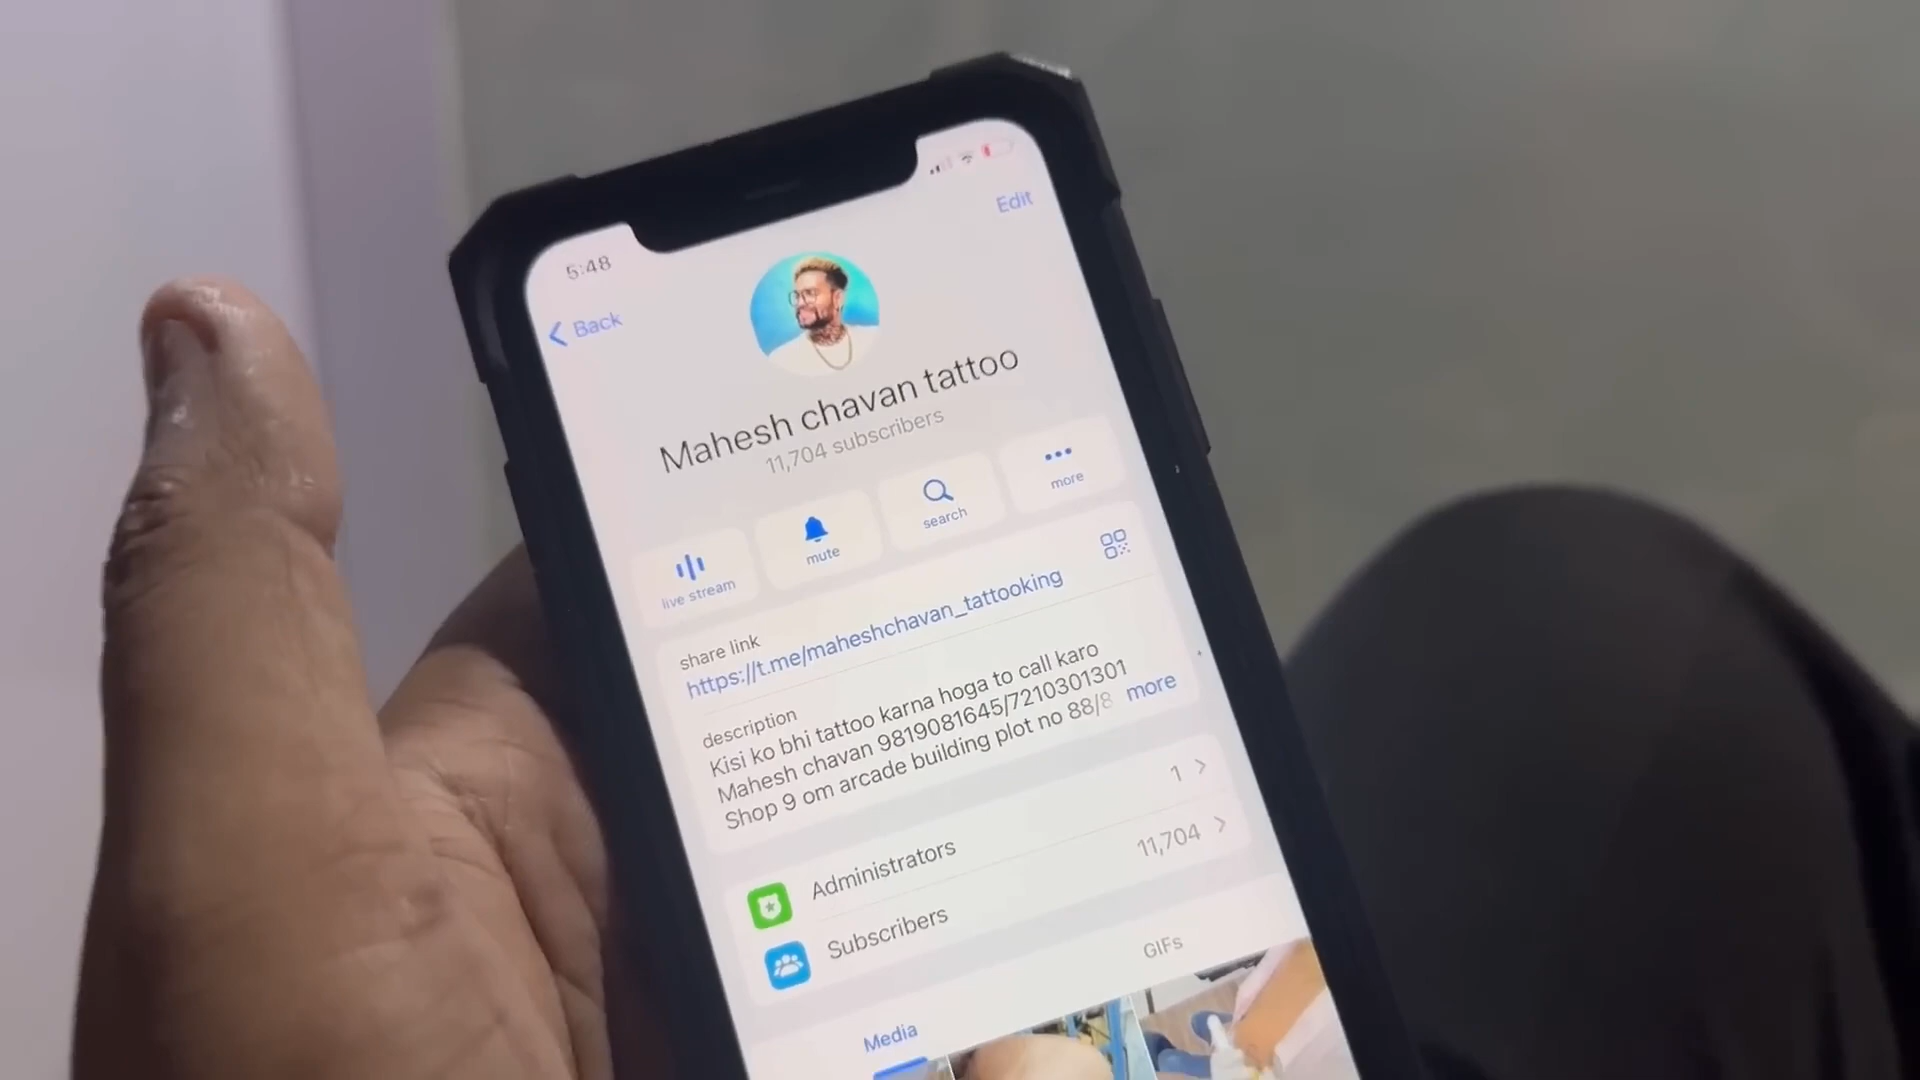 5:48
Edit
Back
Mahesh chavan tattoo
11,704 subscribers
live stream
mute
search
more
share link
https://t.me/maheshchavan_tattooking
description
Kisi ko bhi tattoo karna hoga to call karo
Mahesh chavan 9819081645/7210301301
Shop 9 om arcade building plot no 88/8 more
Administrators 1
Subscribers 11,704
Media
GIFs